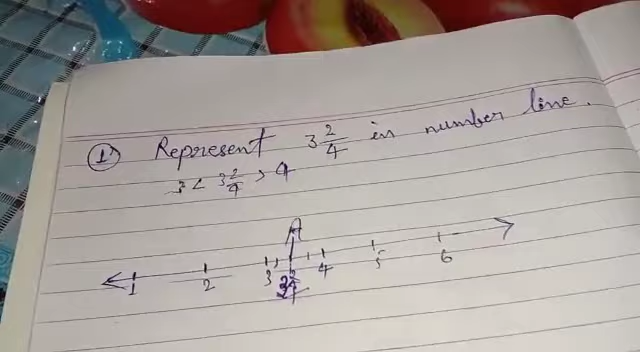 ① Represent 3 2/4 in number line.
3 < 3 2/4 > 4
A
1 2 3 3 2/4 4 5 6